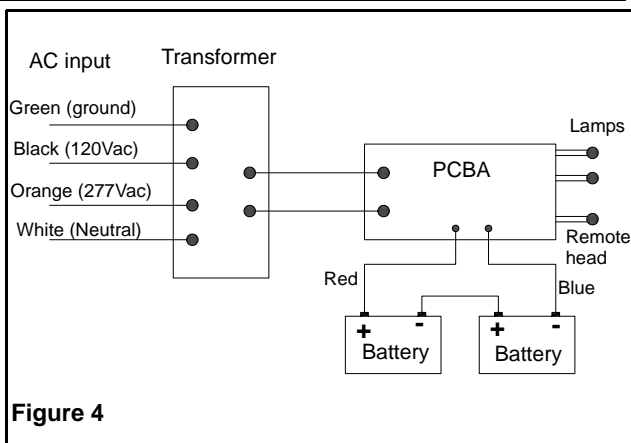 AC input
Transformer
Green (ground)
Black (120Vac)
Orange (277Vac)
White (Neutral)
PCBA
Lamps
Remote
head
Red
Blue
+ -
Battery
+ -
Battery
Figure 4